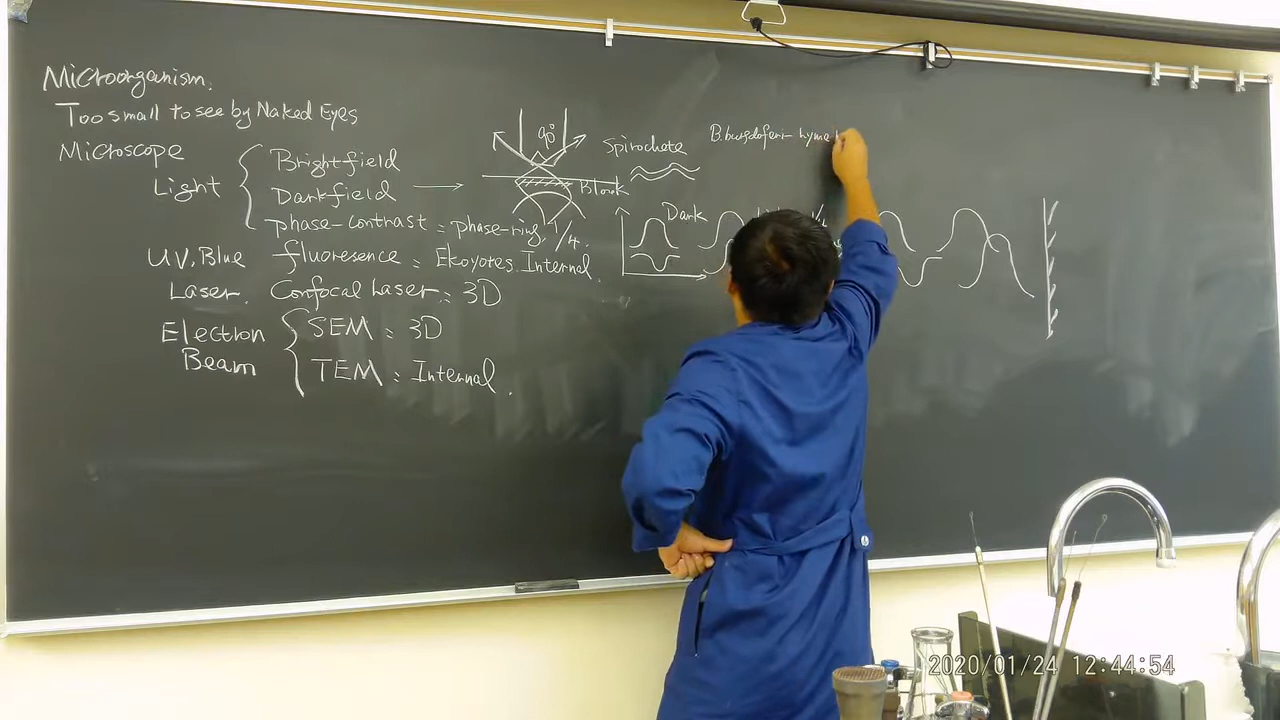 Microorganism.
Too small to see by Naked Eyes
Microscope
Light { Brightfield
Darkfield →
phase-contrast = phase-ring, 1/4.
UV.Blue fluoresence = Ekoyotes Internal.
Laser. Confocal Laser = 3D
Electron Beam { SEM = 3D
TEM = Internal.
90°
Block
Spirochete
B.burgdoferi- Lyme
Dark
2020/01/24 12:44:54